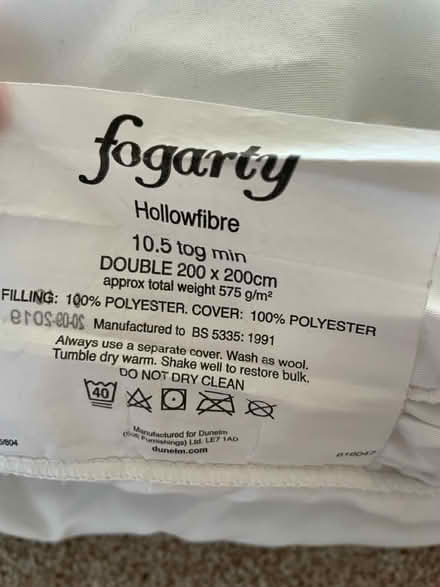 fogarty
Hollowfibre
10.5 tog min
DOUBLE 200 x 200cm
approx total weight 575 g/m²
FILLING: 100% POLYESTER. COVER: 100% POLYESTER
20-09-2019 Manufactured to BS 5335: 1991
Always use a separate cover. Wash as wool.
Tumble dry warm. Shake well to restore bulk.
DO NOT DRY CLEAN
40
Manufactured for Dunelm
(Soft Furnishings) Ltd. LE7 1AD
dunelm.com